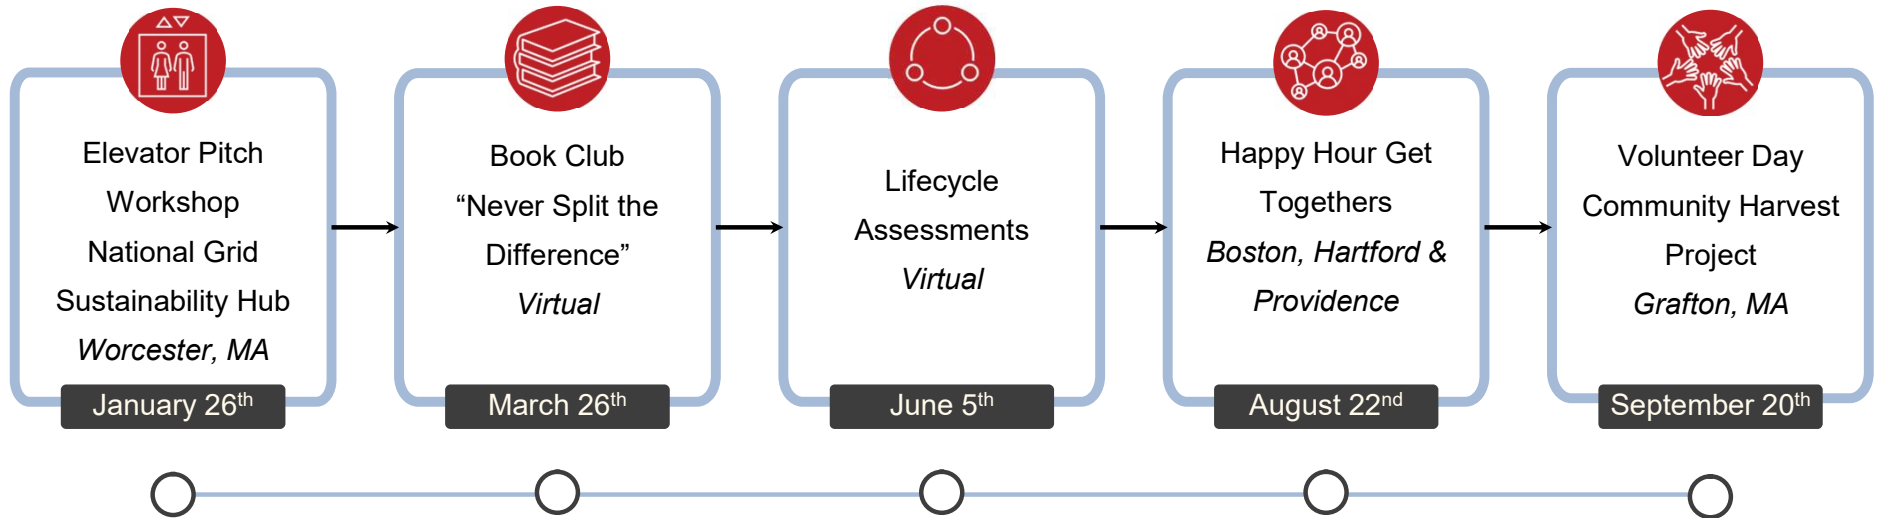 Elevator Pitch
Workshop
National Grid
Sustainability Hub
Worcester, MA
January 26th
Book Club
“Never Split the
Difference”
Virtual
March 26th
Lifecycle
Assessments
Virtual
June 5th
Happy Hour Get
Togethers
Boston, Hartford &
Providence
August 22nd
Volunteer Day
Community Harvest
Project
Grafton, MA
September 20th